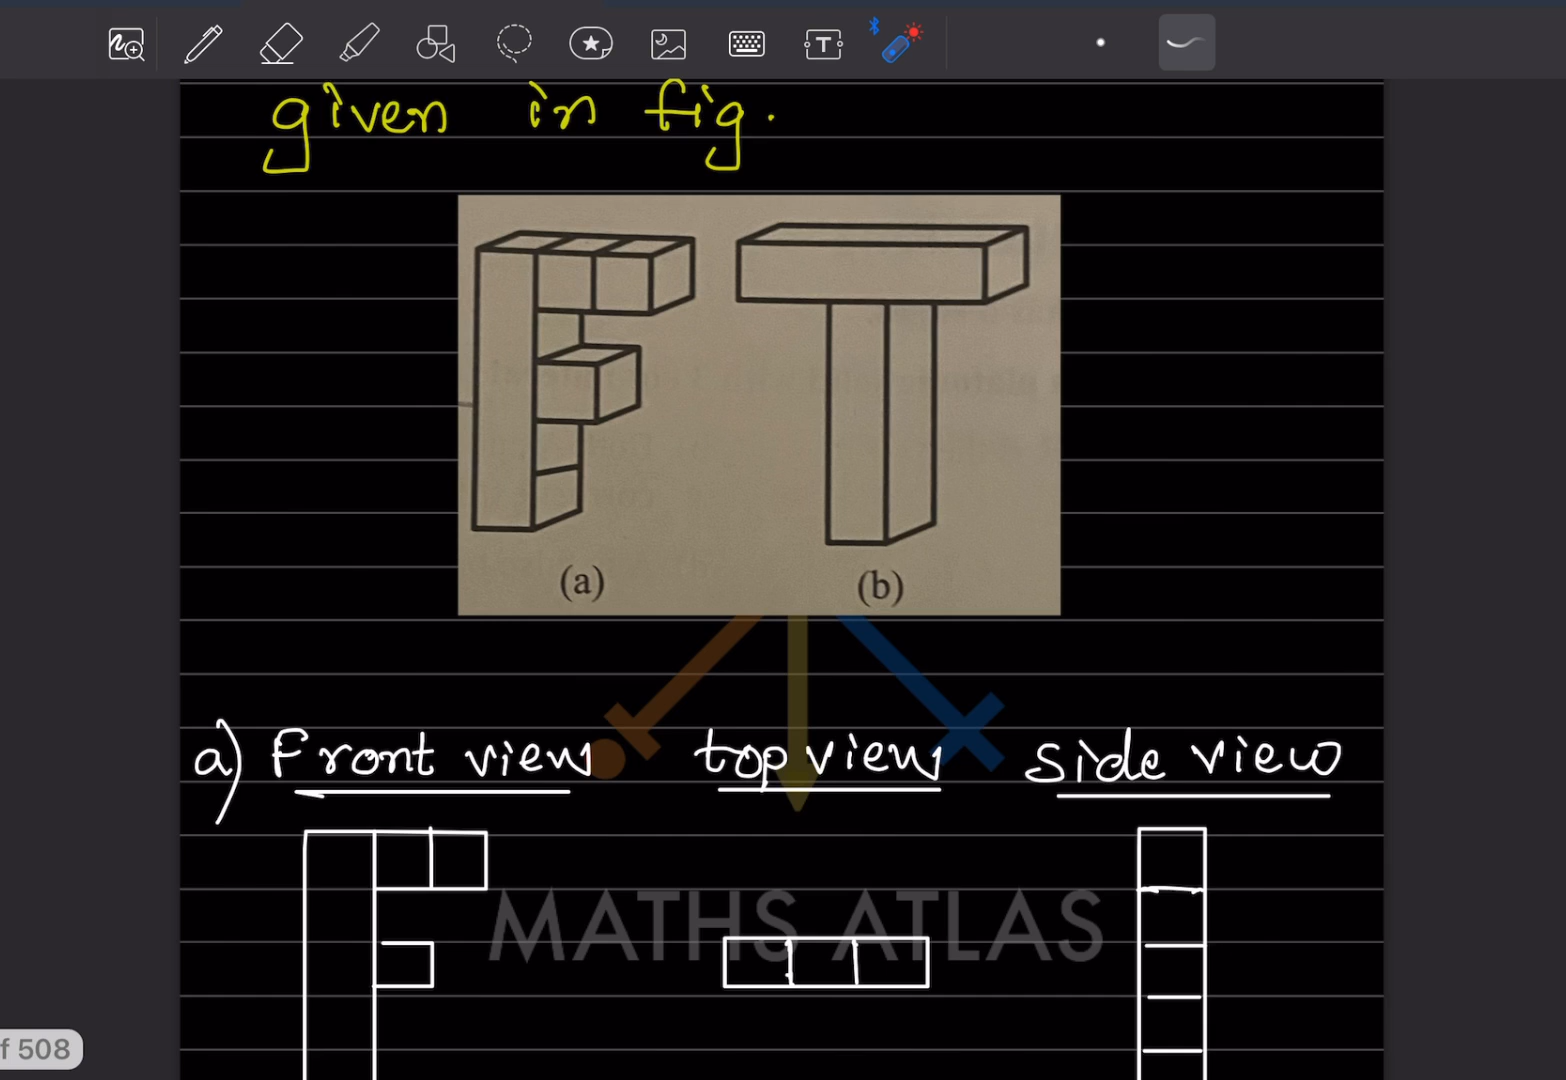 given in fig.
(a) (b)
a) Front view top view side view
MATHS ATLAS
f 508